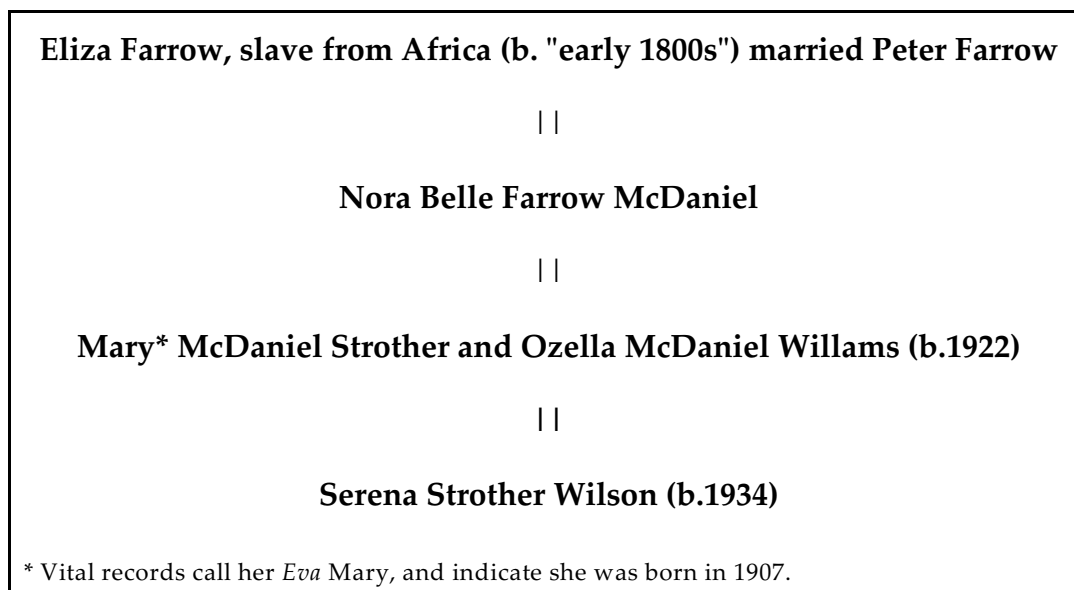 Eliza Farrow, slave from Africa (b. "early 1800s") married Peter Farrow
||
Nora Belle Farrow McDaniel
||
Mary* McDaniel Strother and Ozella McDaniel Willams (b.1922)
||
Serena Strother Wilson (b.1934)
* Vital records call her Eva Mary, and indicate she was born in 1907.